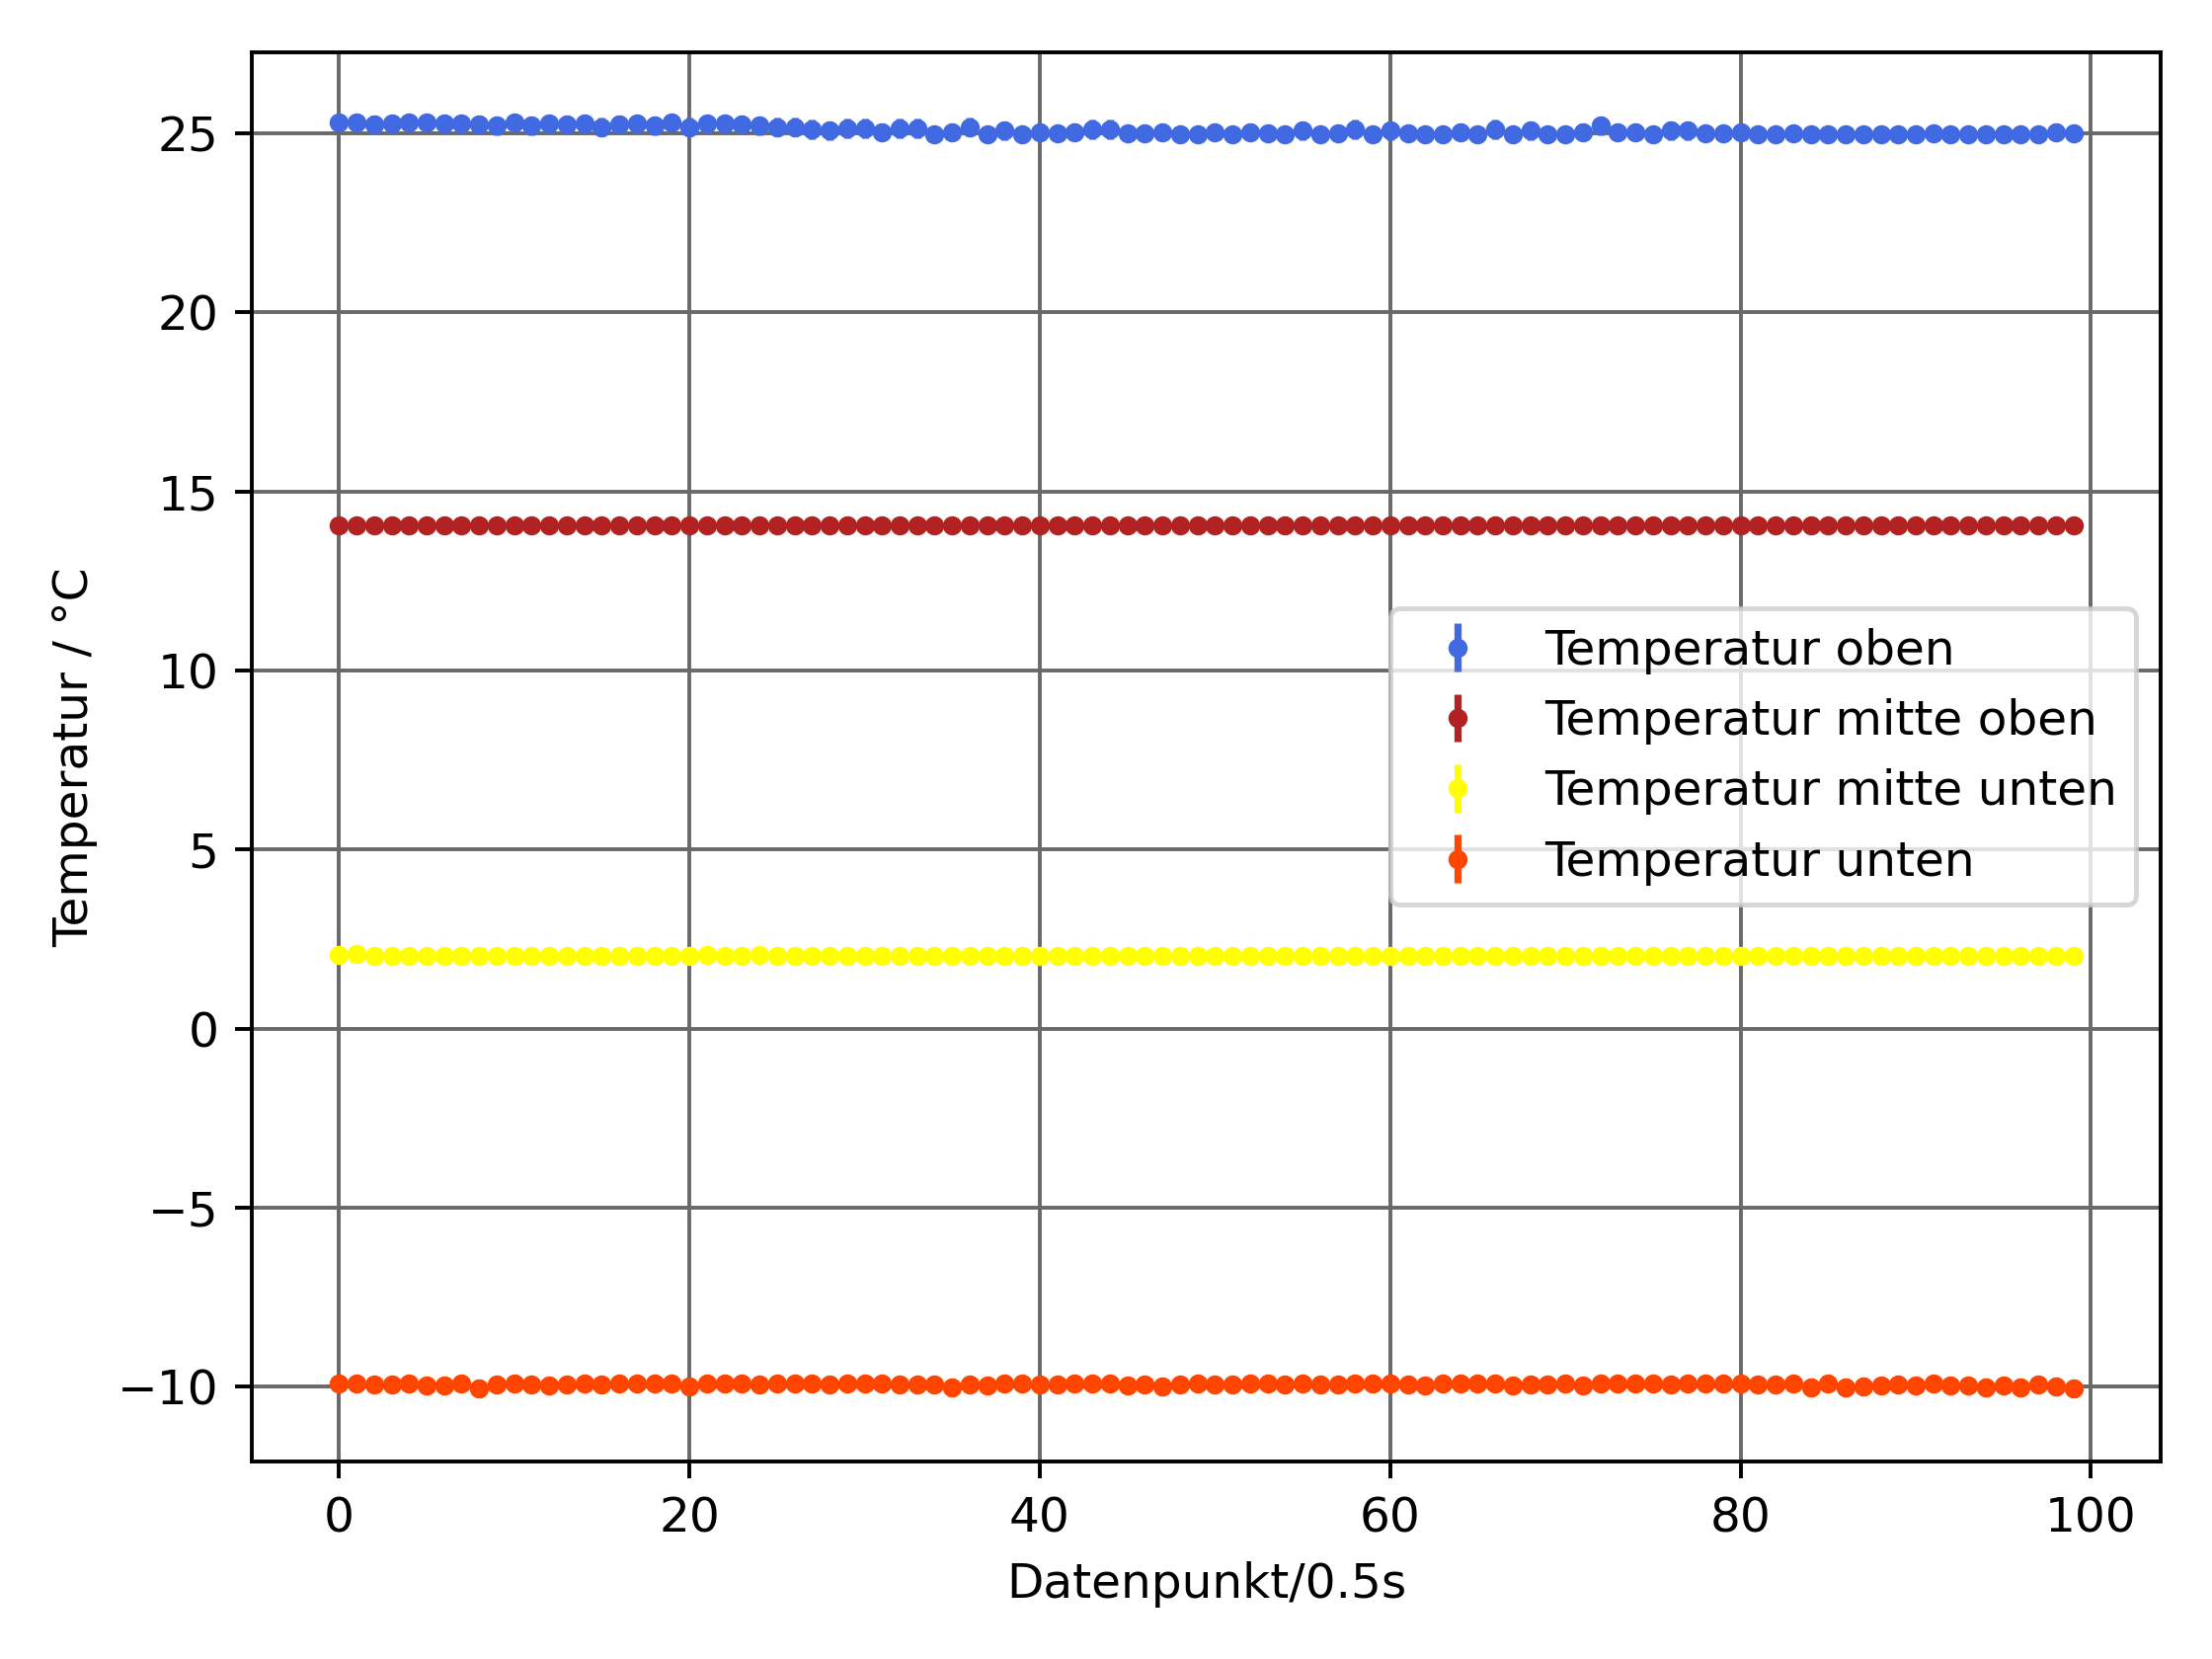 25
20
15
10
5
0
−5
−10
Temperatur / °C
Temperatur oben
Temperatur mitte oben
Temperatur mitte unten
Temperatur unten
0 20 40 60 80 100
Datenpunkt/0.5s